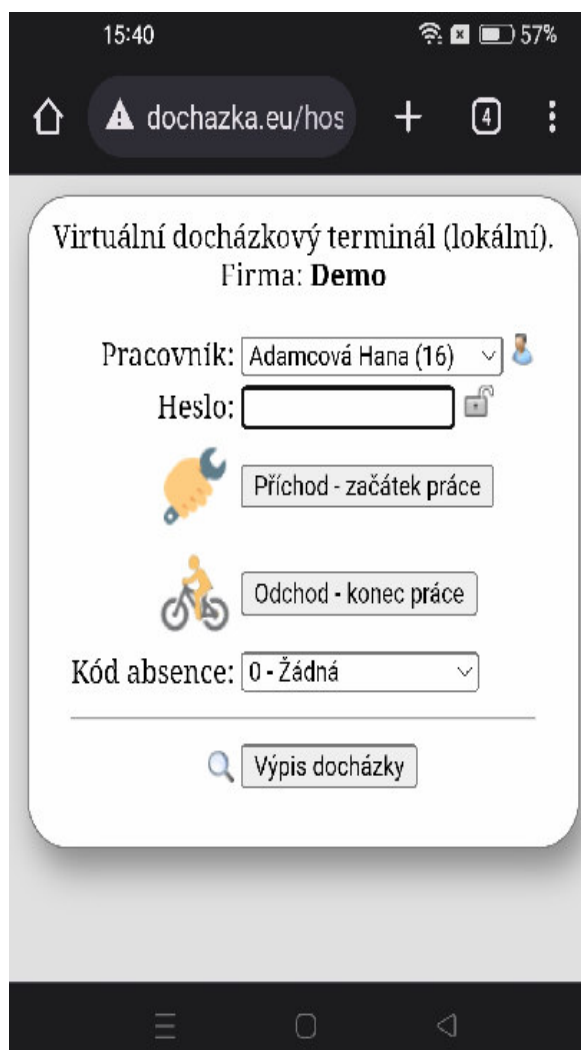 15:40 57%
dochazka.eu/hos 4
Virtuální docházkový terminál (lokální).
Firma: Demo
Pracovník: Adamcová Hana (16)
Heslo:
Příchod - začátek práce
Odchod - konec práce
Kód absence: 0 - Žádná
Výpis docházky